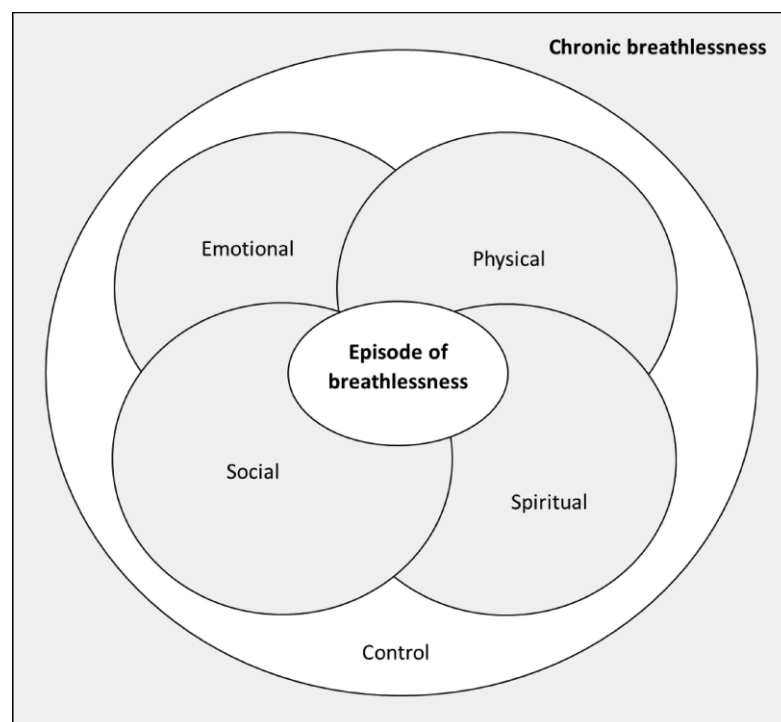 Chronic breathlessness
Emotional
Physical
Episode of
breathlessness
Social
Spiritual
Control